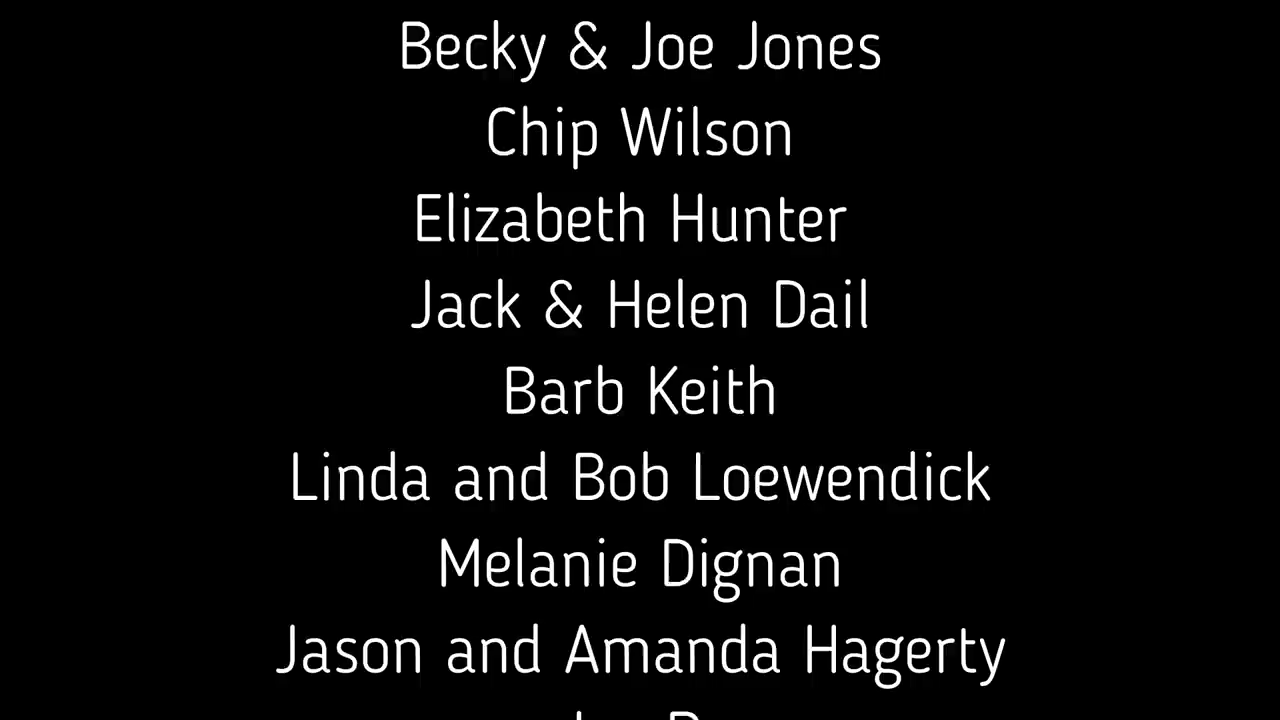 Becky & Joe Jones
Chip Wilson
Elizabeth Hunter
Jack & Helen Dail
Barb Keith
Linda and Bob Loewendick
Melanie Dignan
Jason and Amanda Hagerty